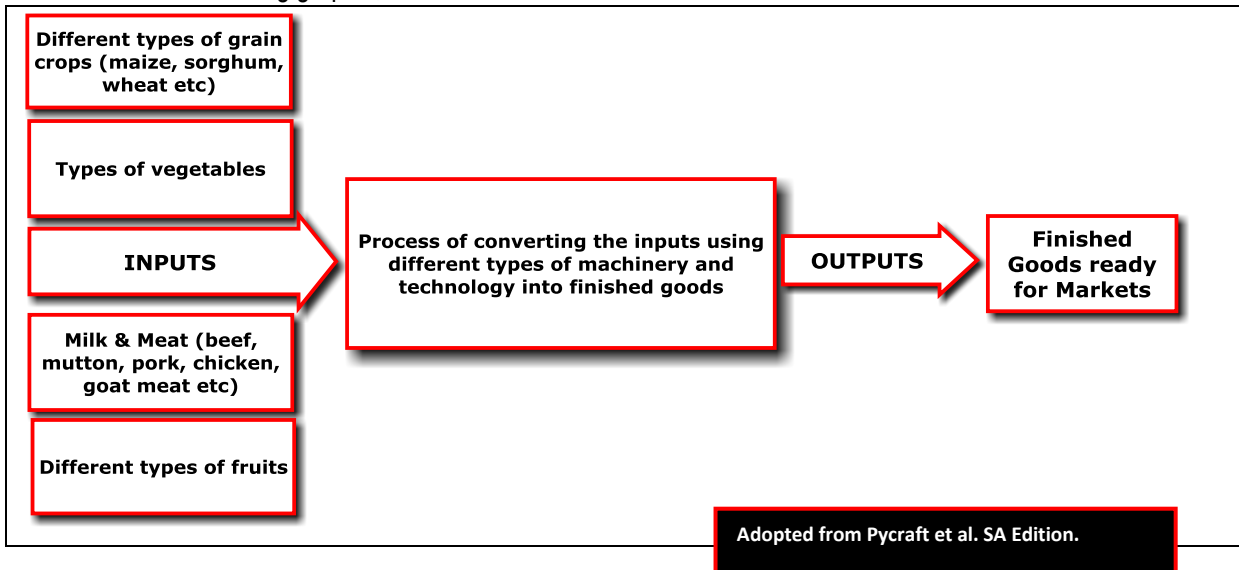 Different types of grain
crops (maize, sorghum,
wheat etc)
Types of vegetables
INPUTS
Milk & Meat (beef,
mutton, pork, chicken,
goat meat etc)
Different types of fruits
Process of converting the inputs using
different types of machinery and
technology into finished goods
OUTPUTS
Finished
Goods ready
for Markets
Adopted from Pycraft et al. SA Edition.